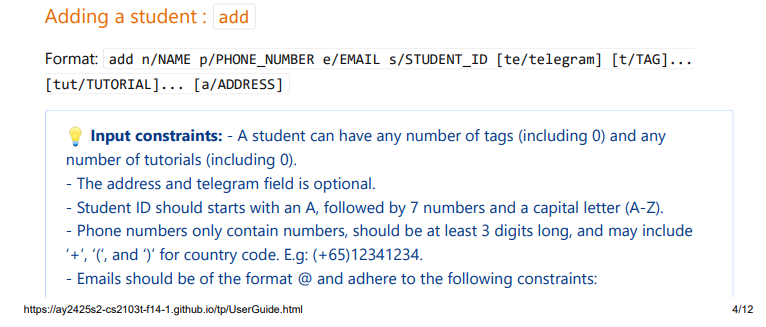 Adding a student : add
Format: add n/NAME p/PHONE_NUMBER e/EMAIL s/STUDENT_ID [te/telegram] [t/TAG]...
[tut/TUTORIAL]... [a/ADDRESS]
💡 Input constraints: - A student can have any number of tags (including 0) and any
number of tutorials (including 0).
- The address and telegram field is optional.
- Student ID should starts with an A, followed by 7 numbers and a capital letter (A-Z).
- Phone numbers only contain numbers, should be at least 3 digits long, and may include
‘+’, ‘(‘, and ‘)’ for country code. E.g: (+65)12341234.
- Emails should be of the format @ and adhere to the following constraints:
https://ay2425s2-cs2103t-f14-1.github.io/tp/UserGuide.html 4/12